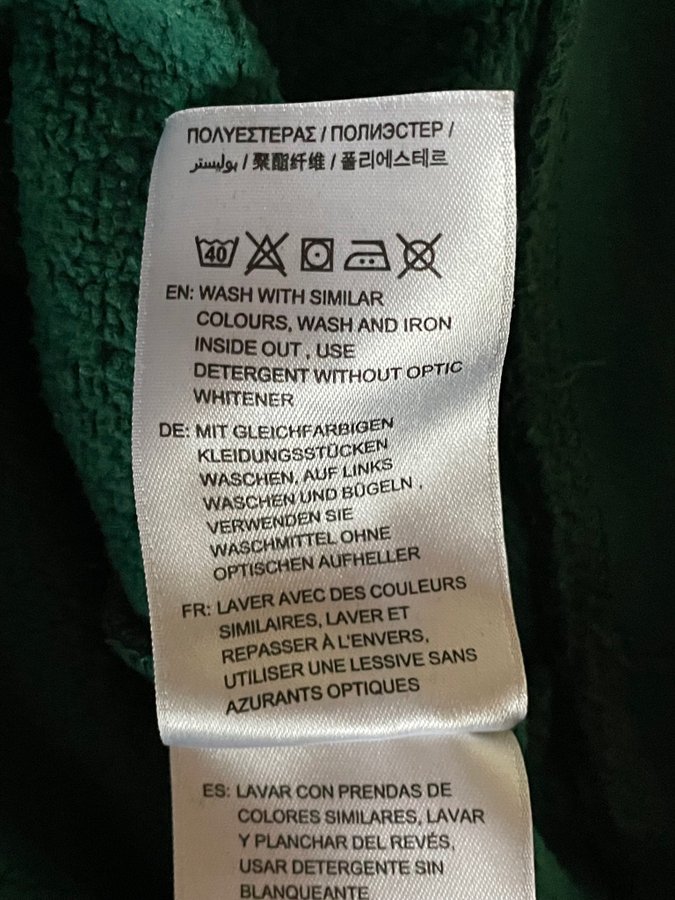 ΠΟΛΥΕΣΤΕΡΑΣ / ПОЛИЭСТЕР /
بوليستر / 聚酯纤维 / 폴리에스테르
40
EN: WASH WITH SIMILAR
COLOURS, WASH AND IRON
INSIDE OUT , USE
DETERGENT WITHOUT OPTIC
WHITENER
DE: MIT GLEICHFARBIGEN
KLEIDUNGSSTÜCKEN
WASCHEN, AUF LINKS
WASCHEN UND BÜGELN ,
VERWENDEN SIE
WASCHMITTEL OHNE
OPTISCHEN AUFHELLER
FR: LAVER AVEC DES COULEURS
SIMILAIRES, LAVER ET
REPASSER À L'ENVERS,
UTILISER UNE LESSIVE SANS
AZURANTS OPTIQUES
ES: LAVAR CON PRENDAS DE
COLORES SIMILARES, LAVAR
Y PLANCHAR DEL REVÉS,
USAR DETERGENTE SIN
BLANQUEANTE